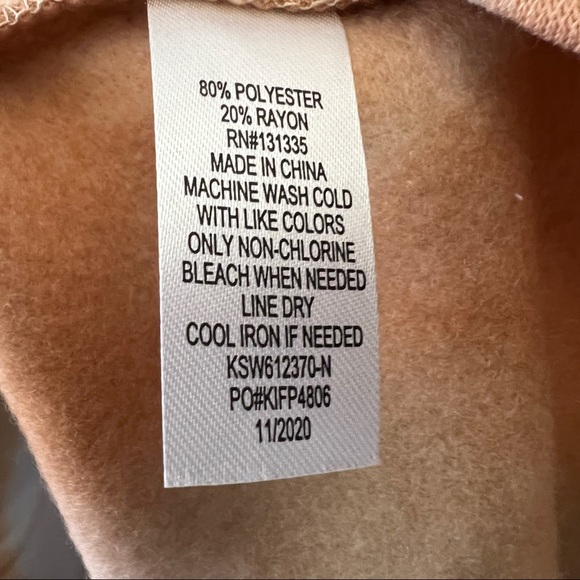 80% POLYESTER
20% RAYON
RN#131335
MADE IN CHINA
MACHINE WASH COLD
WITH LIKE COLORS
ONLY NON-CHLORINE
BLEACH WHEN NEEDED
LINE DRY
COOL IRON IF NEEDED
KSW612370-N
PO#KIFP4806
11/2020